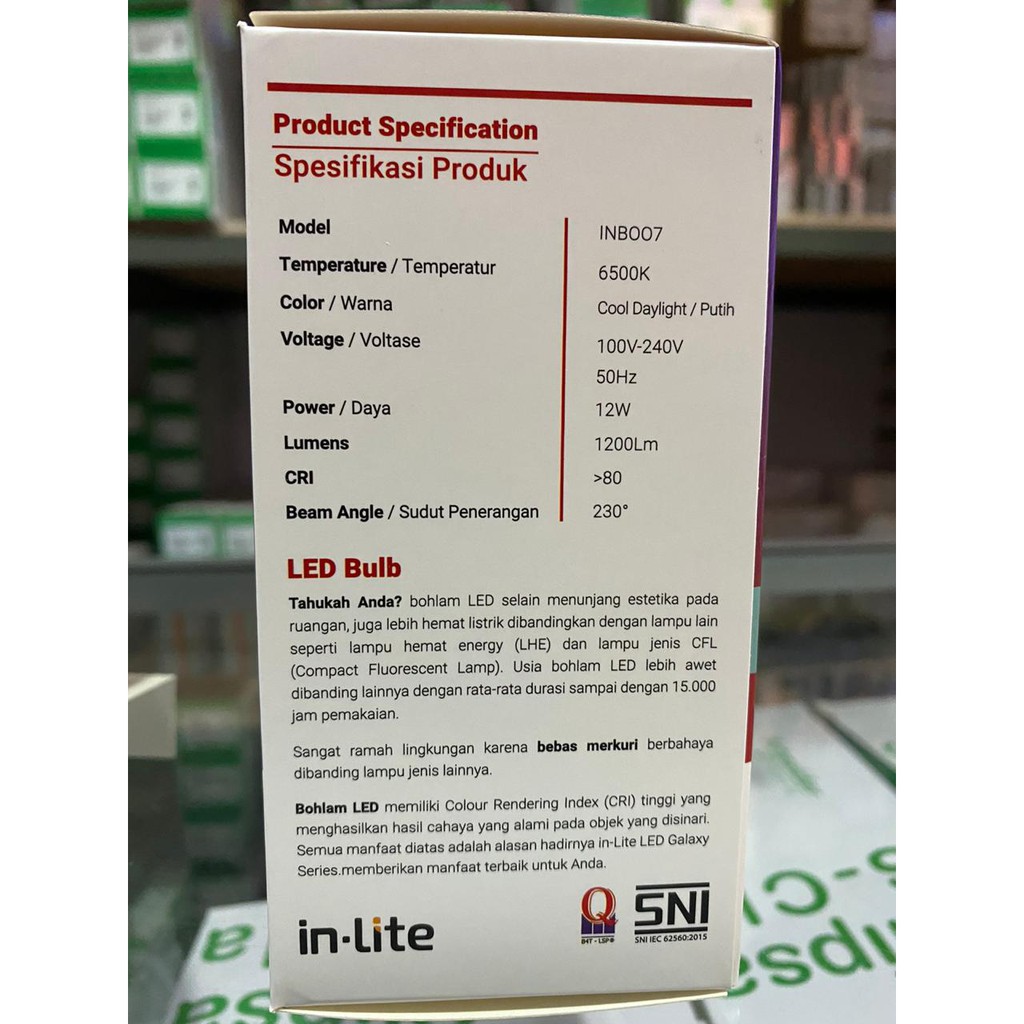 Product Specification
Spesifikasi Produk
Model INB007
Temperature / Temperatur 6500K
Color / Warna Cool Daylight / Putih
Voltage / Voltase 100V-240V
50Hz
Power / Daya 12W
Lumens 1200Lm
CRI >80
Beam Angle / Sudut Penerangan 230°
LED Bulb
Tahukah Anda? bohlam LED selain menunjang estetika pada
ruangan, juga lebih hemat listrik dibandingkan dengan lampu lain
seperti lampu hemat energy (LHE) dan lampu jenis CFL
(Compact Fluorescent Lamp). Usia bohlam LED lebih awet
dibanding lainnya dengan rata-rata durasi sampai dengan 15.000
jam pemakaian.
Sangat ramah lingkungan karena bebas merkuri berbahaya
dibanding lampu jenis lainnya.
Bohlam LED memiliki Colour Rendering Index (CRI) tinggi yang
menghasilkan hasil cahaya yang alami pada objek yang disinari.
Semua manfaat diatas adalah alasan hadirnya in-Lite LED Galaxy
Series.memberikan manfaat terbaik untuk Anda.
in·Lite
Q
SNI
SNI IEC 62560:2015